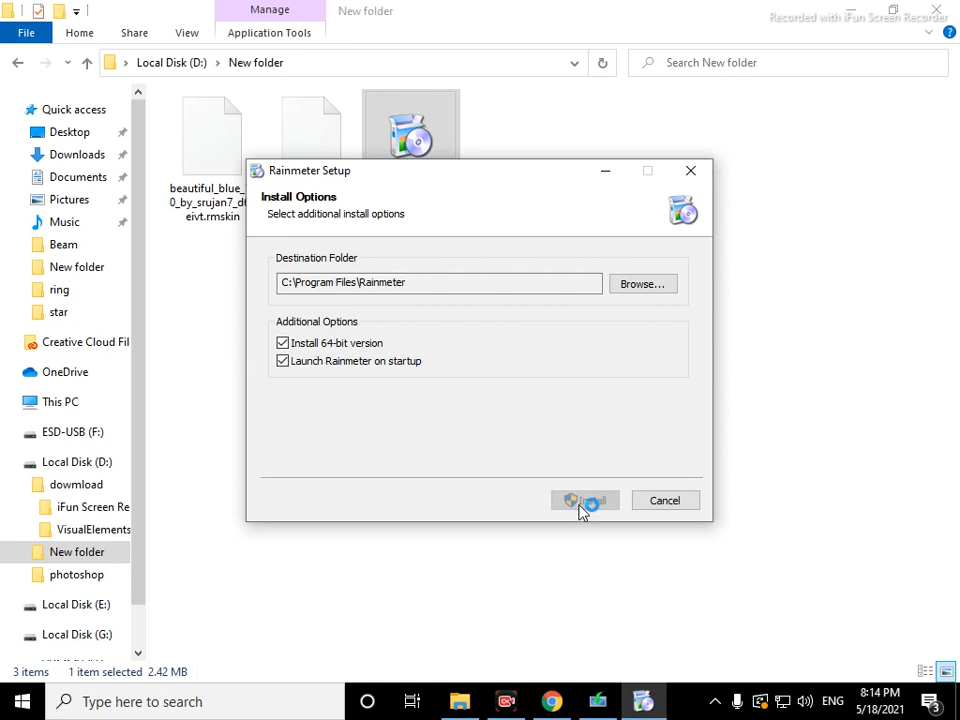 Manage
New folder
Recorded with iFun Screen Recorder
File
Home
Share
View
Application Tools
Local Disk (D:)
New folder
Search New folder
Quick access
Desktop
Downloads
Documents
Pictures
Music
Beam
New folder
ring
star
Creative Cloud Fil
OneDrive
This PC
ESD-USB (F:)
Local Disk (D:)
dowmload
iFun Screen Re
VisualElements
New folder
photoshop
Local Disk (E:)
Local Disk (G:)
beautiful_blue_
0_by_srujan7_d6
eivt.rmskin
Rainmeter Setup
Install Options
Select additional install options
Destination Folder
C:\Program Files\Rainmeter
Browse...
Additional Options
Install 64-bit version
Launch Rainmeter on startup
Install
Cancel
3 items
1 item selected
2.42 MB
Type here to search
ENG
8:14 PM
5/18/2021
3